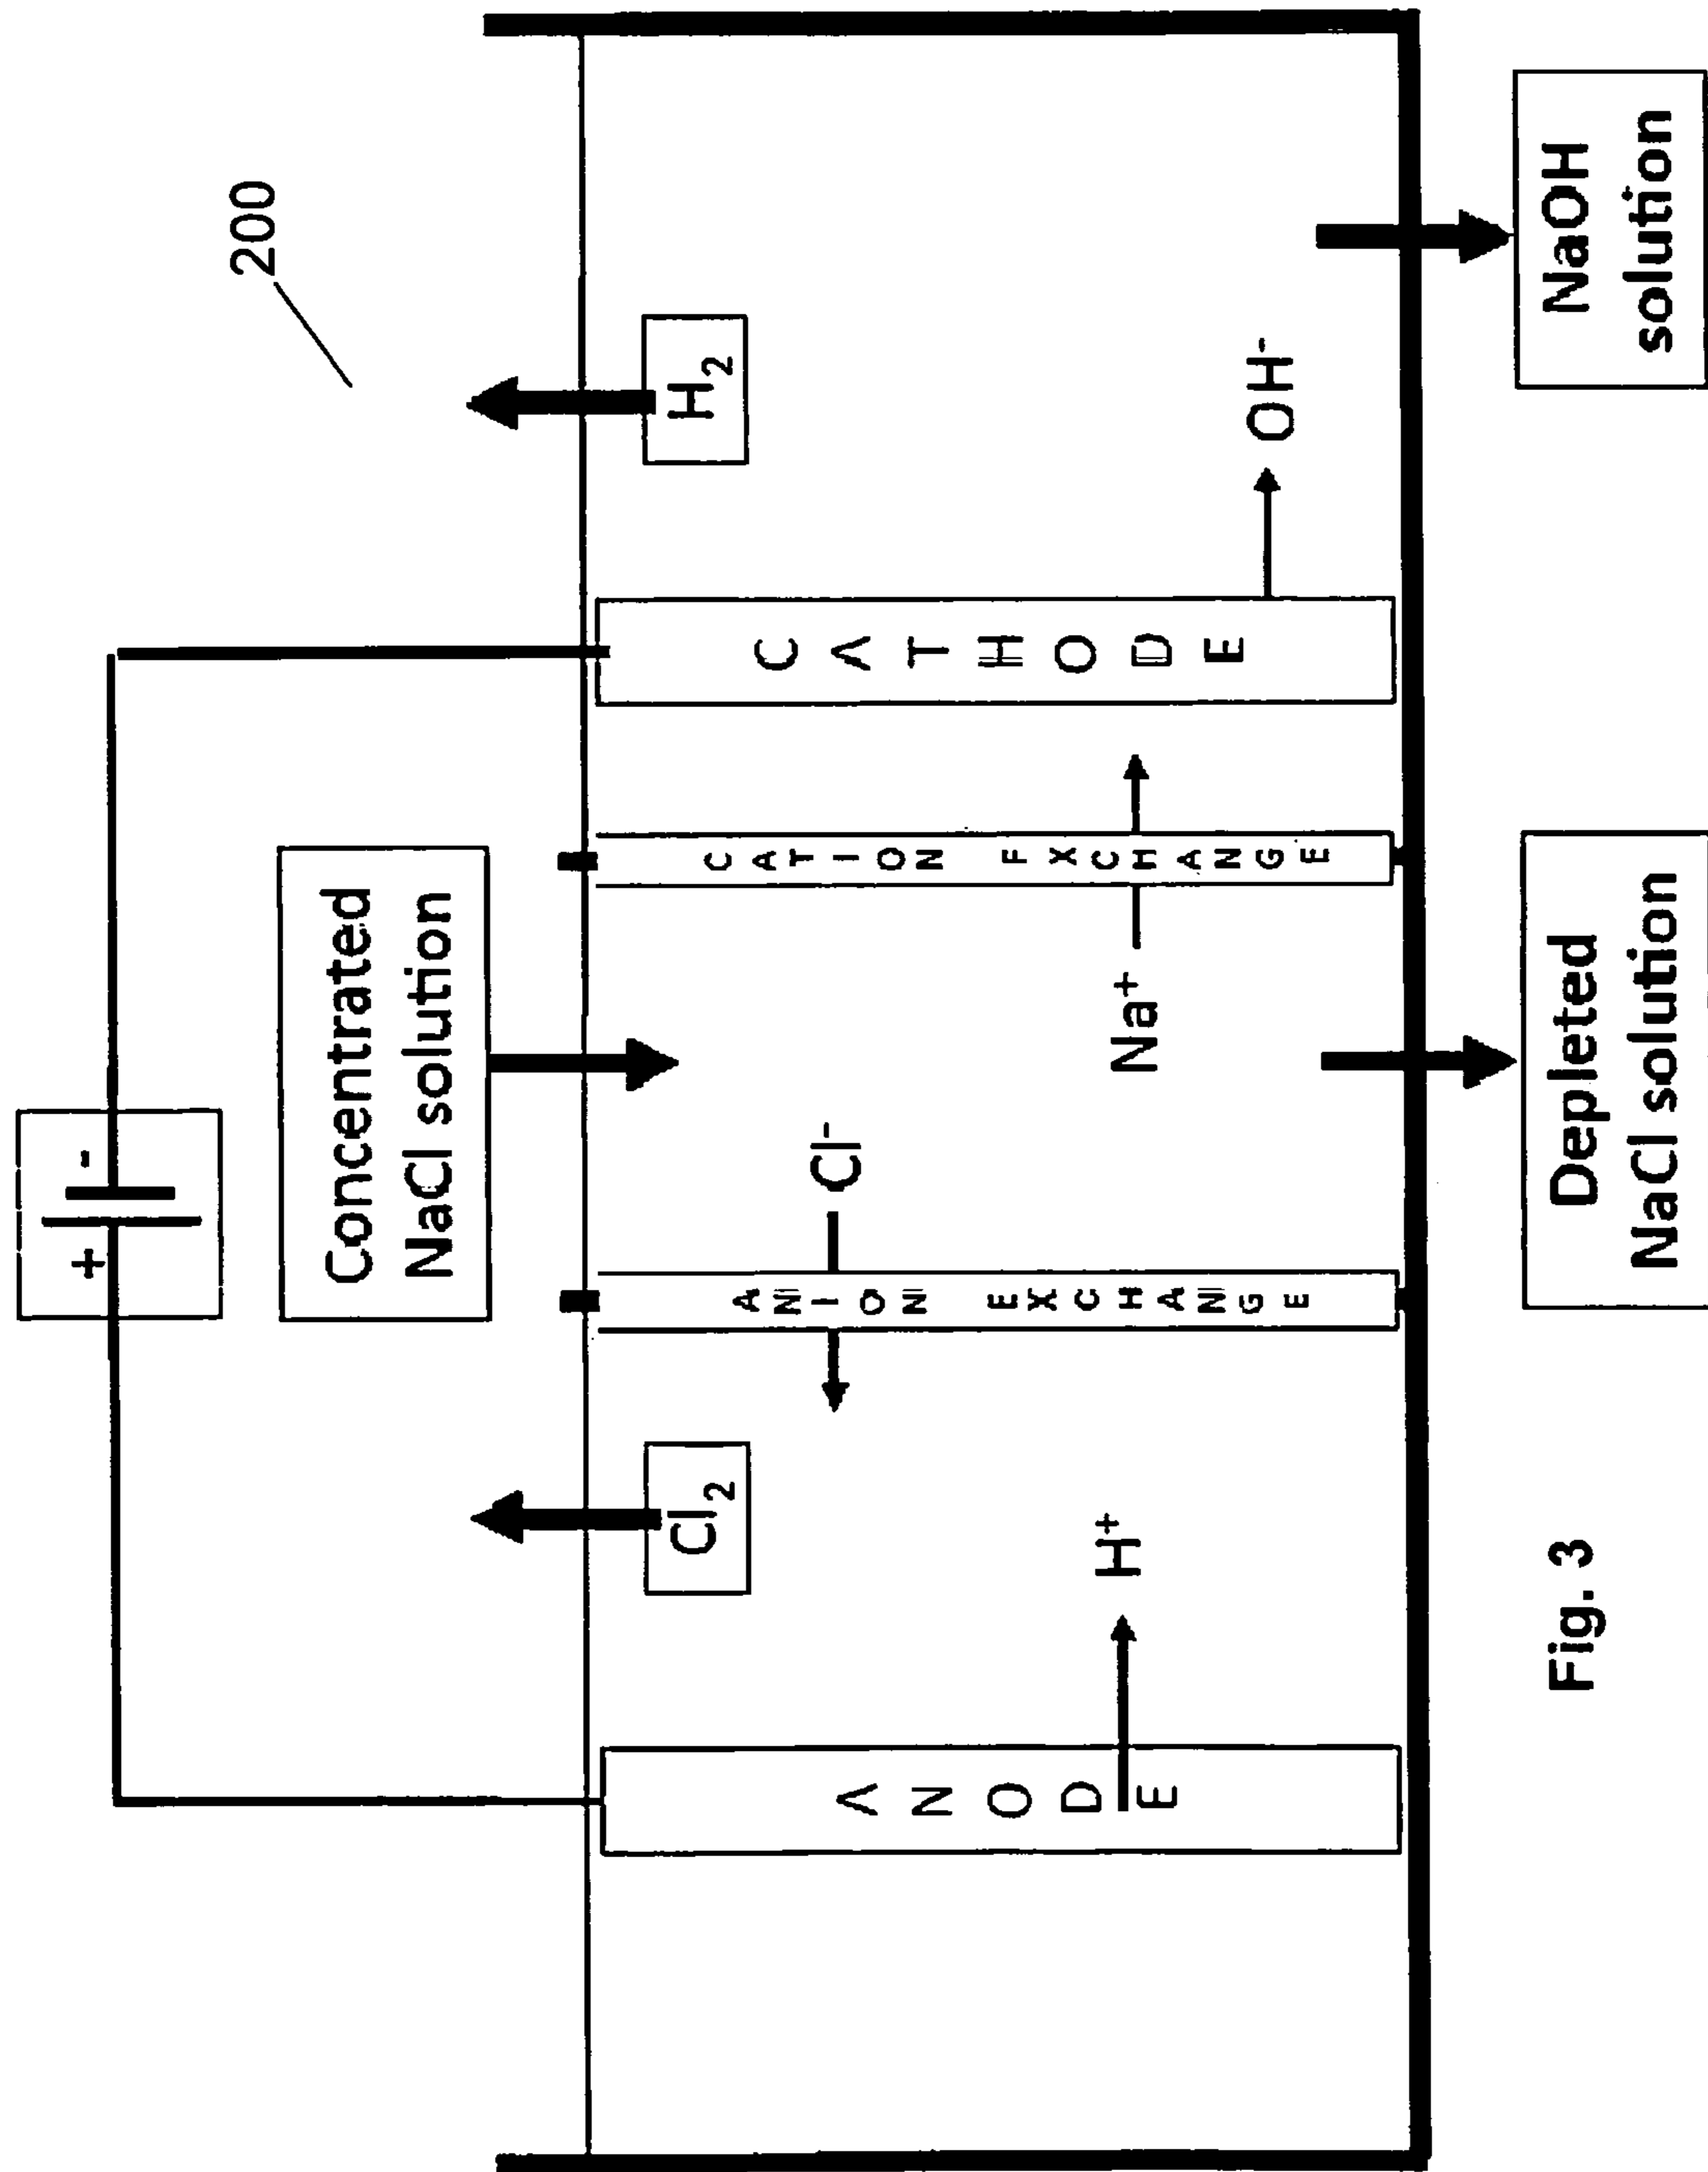 200
+ -
Concentrated
NaCl solution
Cl₂
H₂
ANODE
ANION EXCHANGE
CATION FXCHANGE
CATHODE
Cl⁻
H⁺
Na⁺
OH⁻
Depleted
NaCl solution
NaOH
solution
Fig. 3